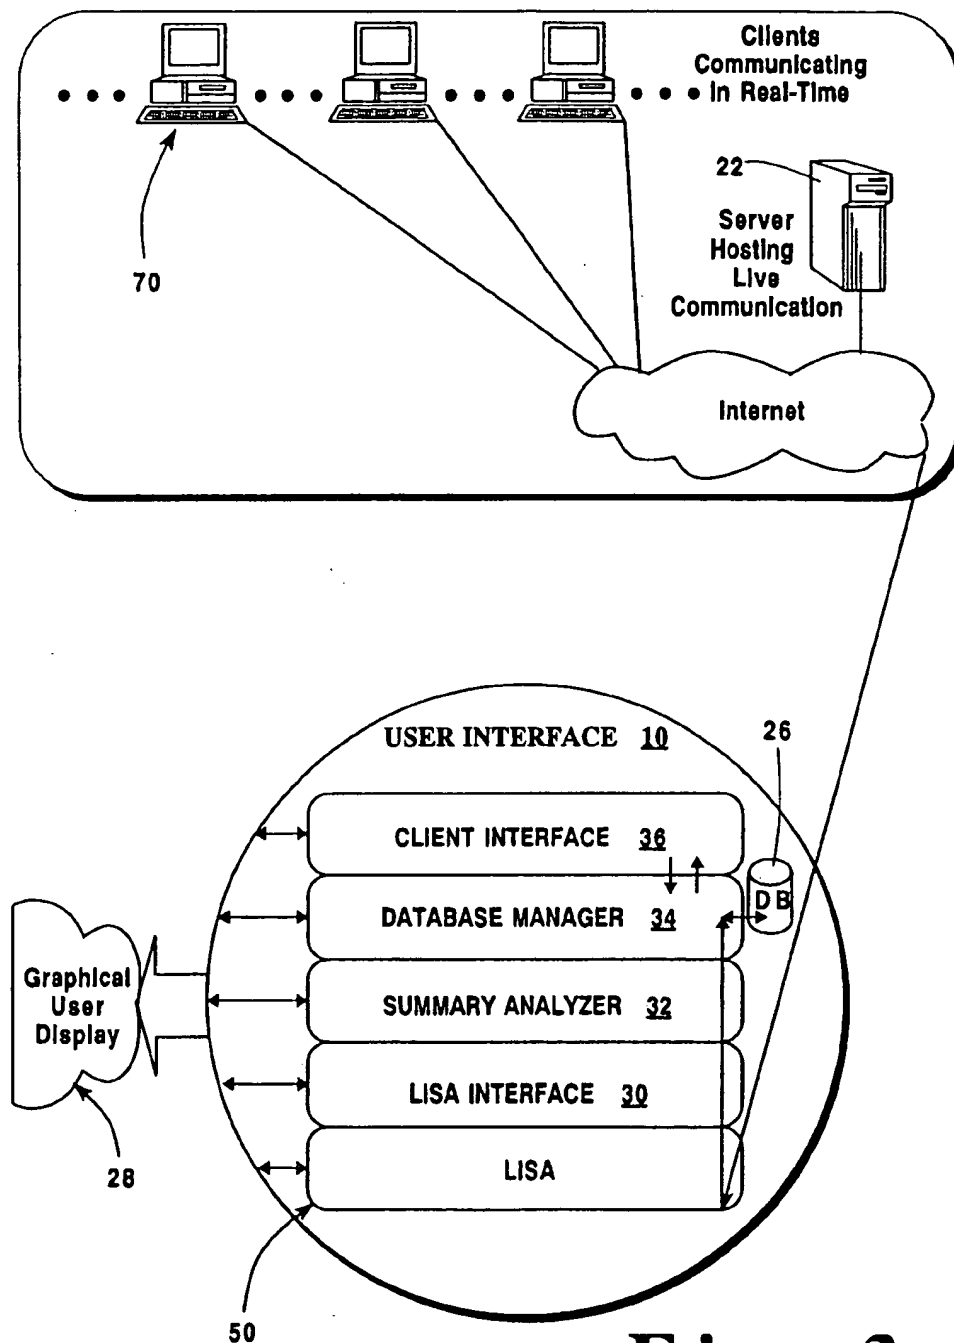 Clients
Communicating
in Real-Time
22
Server
Hosting
Live
Communication
70
Internet
USER INTERFACE 10
26
CLIENT INTERFACE 36
DATABASE MANAGER 34
DB
SUMMARY ANALYZER 32
LISA INTERFACE 30
LISA
Graphical
User
Display
28
50